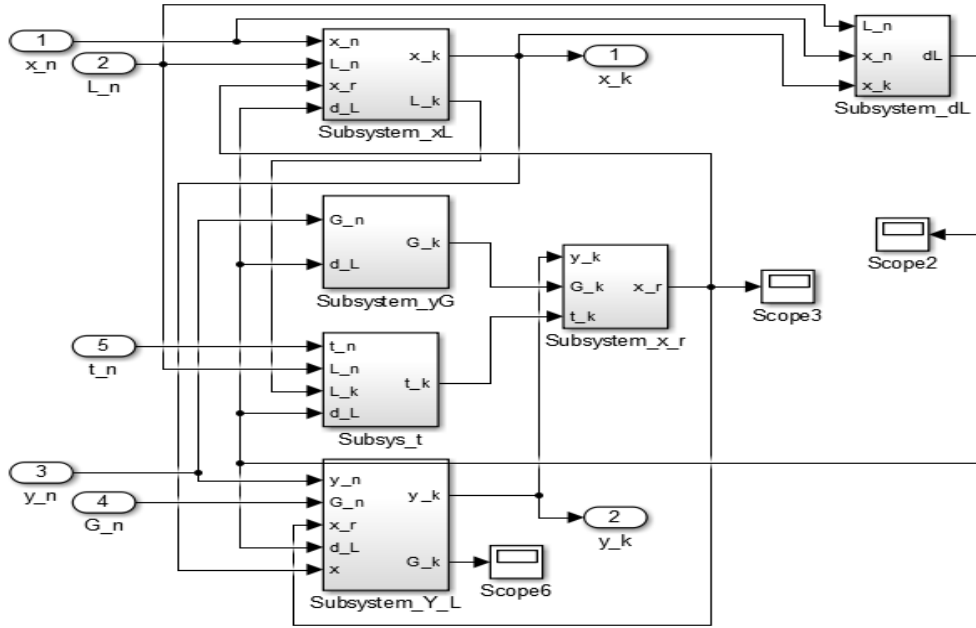 1
x_n
2
L_n
x_n
L_n
x_r
d_L
x_k
L_k
Subsystem_xL
1
x_k
L_n
x_n
x_k
dL
Subsystem_dL
G_n
d_L
G_k
Subsystem_yG
y_k
G_k
t_k
x_r
Subsystem_x_r
Scope3
Scope2
5
t_n
t_n
L_n
L_k
d_L
t_k
Subsys_t
3
y_n
4
G_n
y_n
G_n
x_r
d_L
x
y_k
G_k
Subsystem_Y_L
2
y_k
Scope6